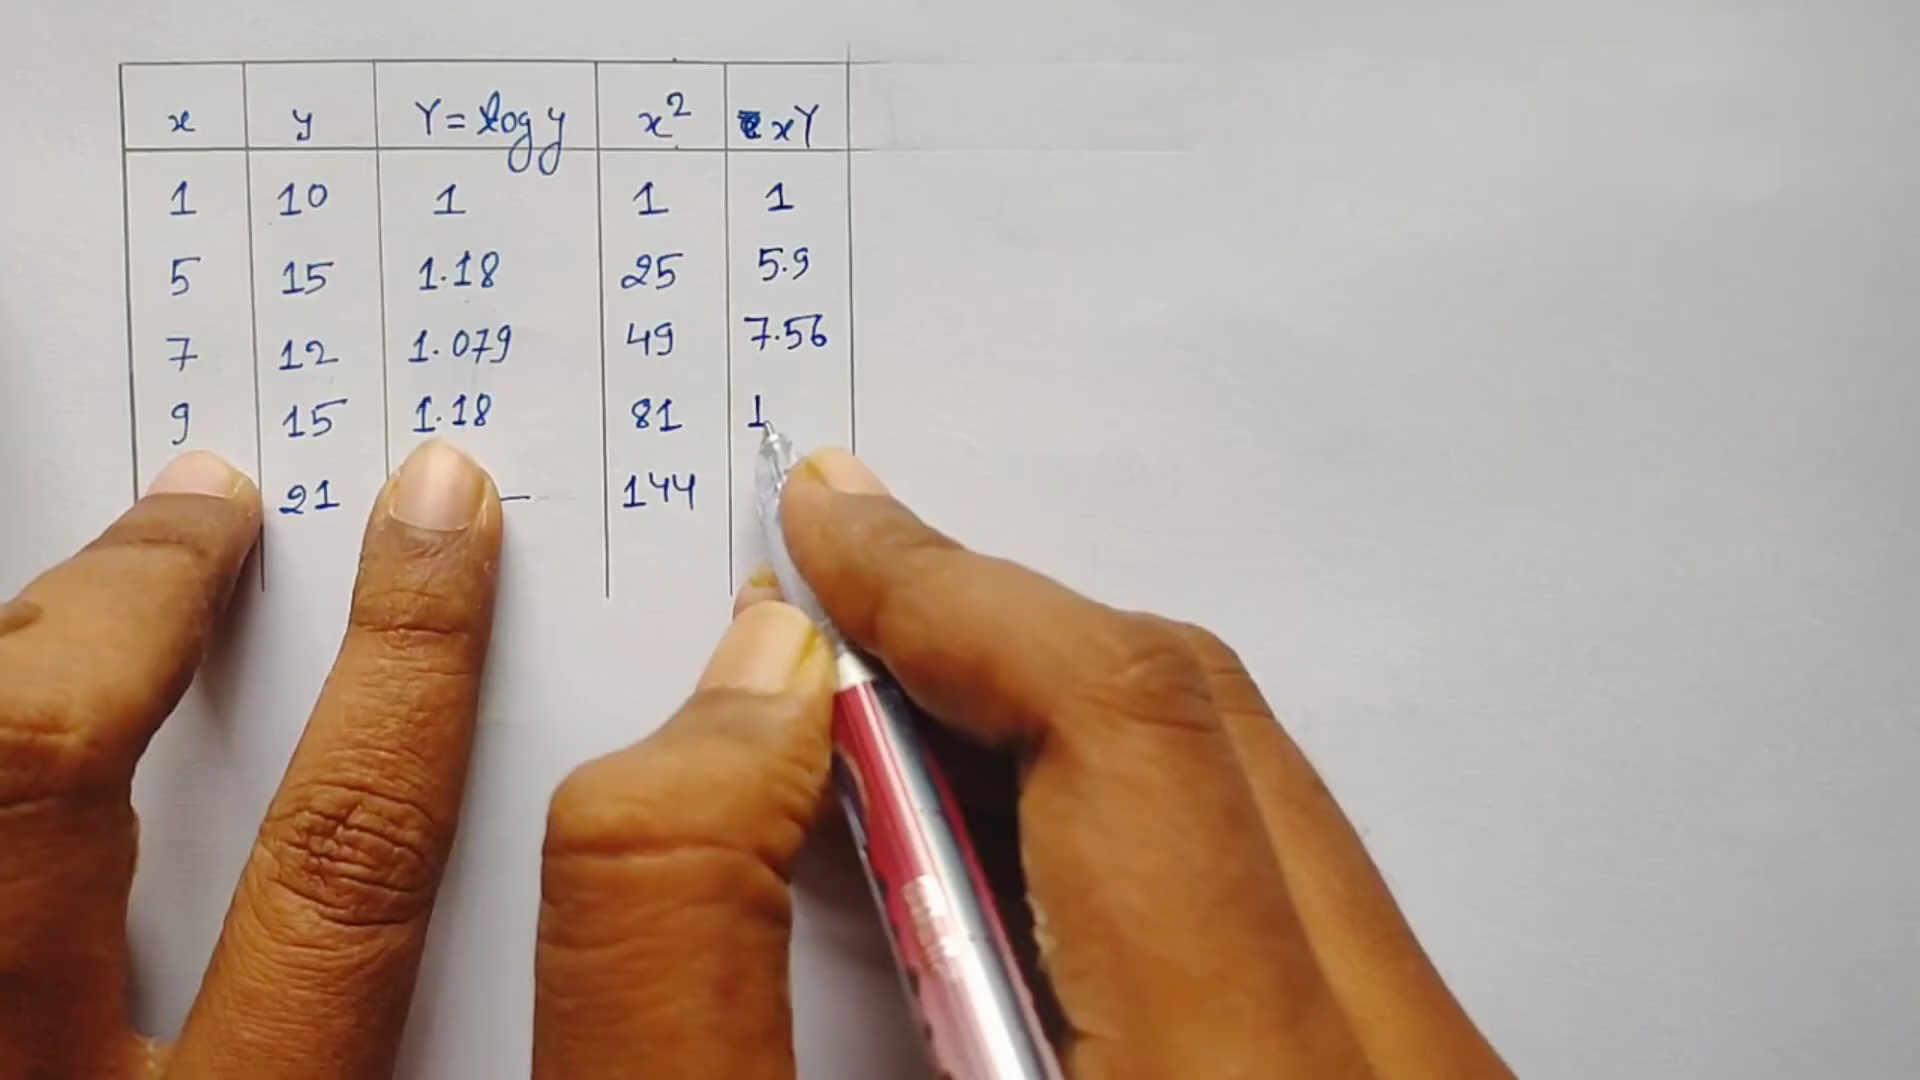 x y Y = log y x² xY
1 10 1 1 1
5 15 1.18 25 5.9
7 12 1.079 49 7.56
9 15 1.18 81 1
21 144